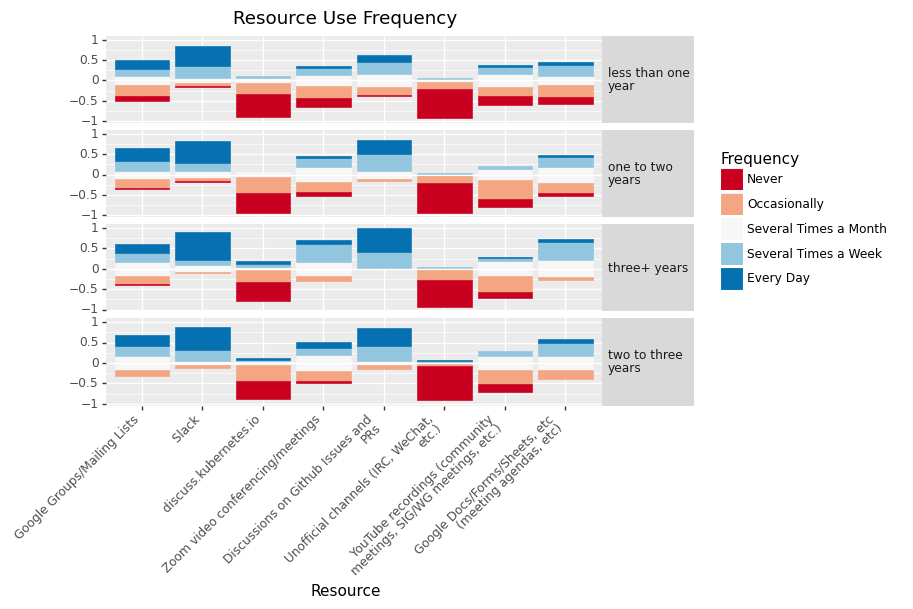 Resource Use Frequency
1
0.5
0
−0.5
−1
less than one
year
1
0.5
0
−0.5
−1
one to two
years
1
0.5
0
−0.5
−1
three+ years
1
0.5
0
−0.5
−1
two to three
years
Google Groups/Mailing Lists
Slack
discuss.kubernetes.io
Zoom video conferencing/meetings
Discussions on Github Issues and
PRs
Unofficial channels (IRC, WeChat,
etc.)
YouTube recordings (community
meetings, SIG/WG meetings, etc.)
Google Docs/Forms/Sheets, etc
(meeting agendas, etc)
Resource
Frequency
Never
Occasionally
Several Times a Month
Several Times a Week
Every Day